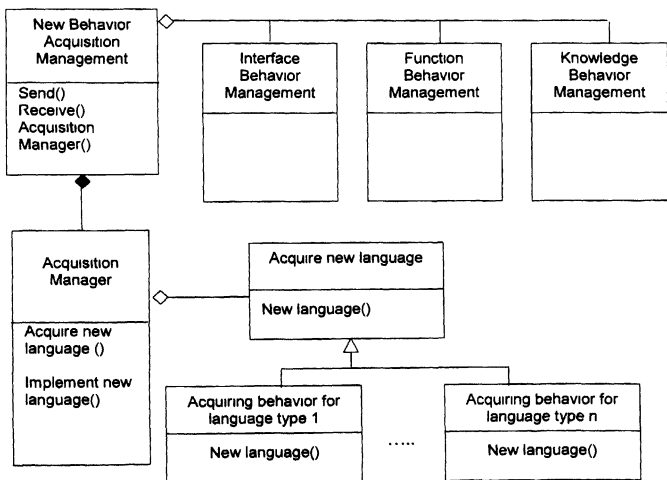 New Behavior
Acquisition
Management
Send()
Receive()
Acquisition
Manager()
Interface
Behavior
Management
Function
Behavior
Management
Knowledge
Behavior
Management
Acquisition
Manager
Acquire new
language ()
Implement new
language()
Acquire new language
New language()
Acquiring behavior for
language type 1
New language()
.....
Acquiring behavior for
language type n
New language()